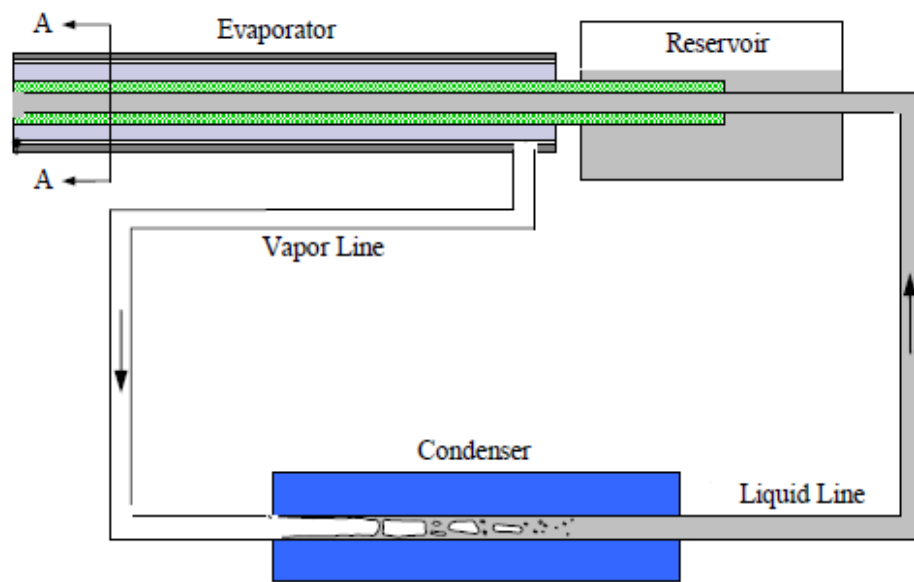 A
Evaporator
Reservoir
A
Vapor Line
Condenser
Liquid Line